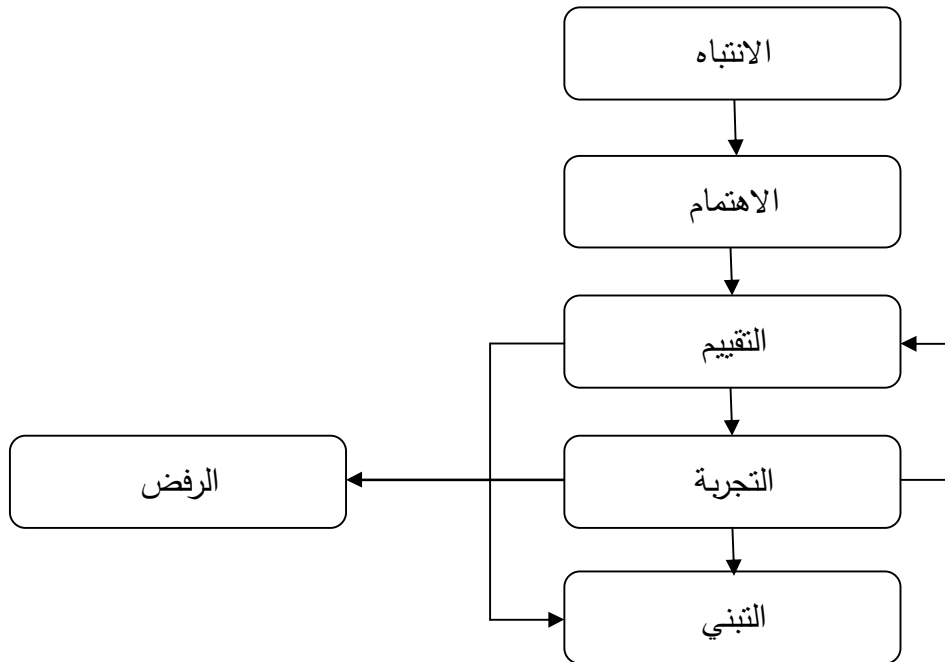 الانتباه
الاهتمام
التقييم
التجربة
الرفض
التبني